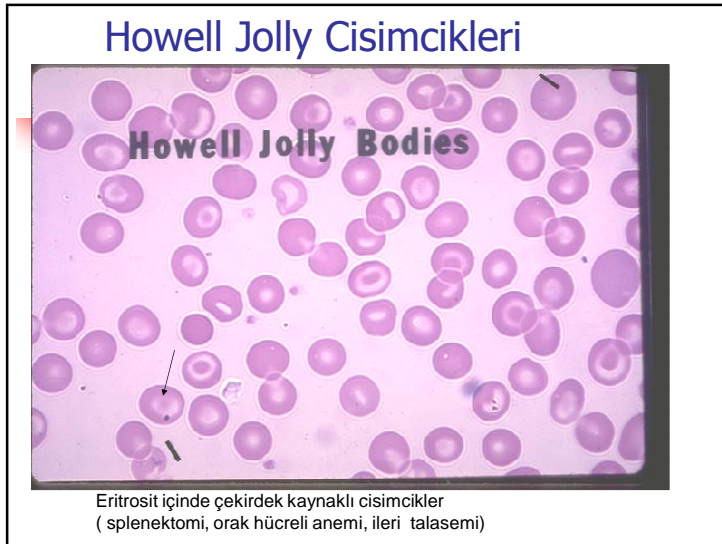 Howell Jolly Cisimcikleri
Howell Jolly Bodies
Eritrosit içinde çekirdek kaynaklı cisimcikler
( splenektomi, orak hücreli anemi, ileri talasemi)